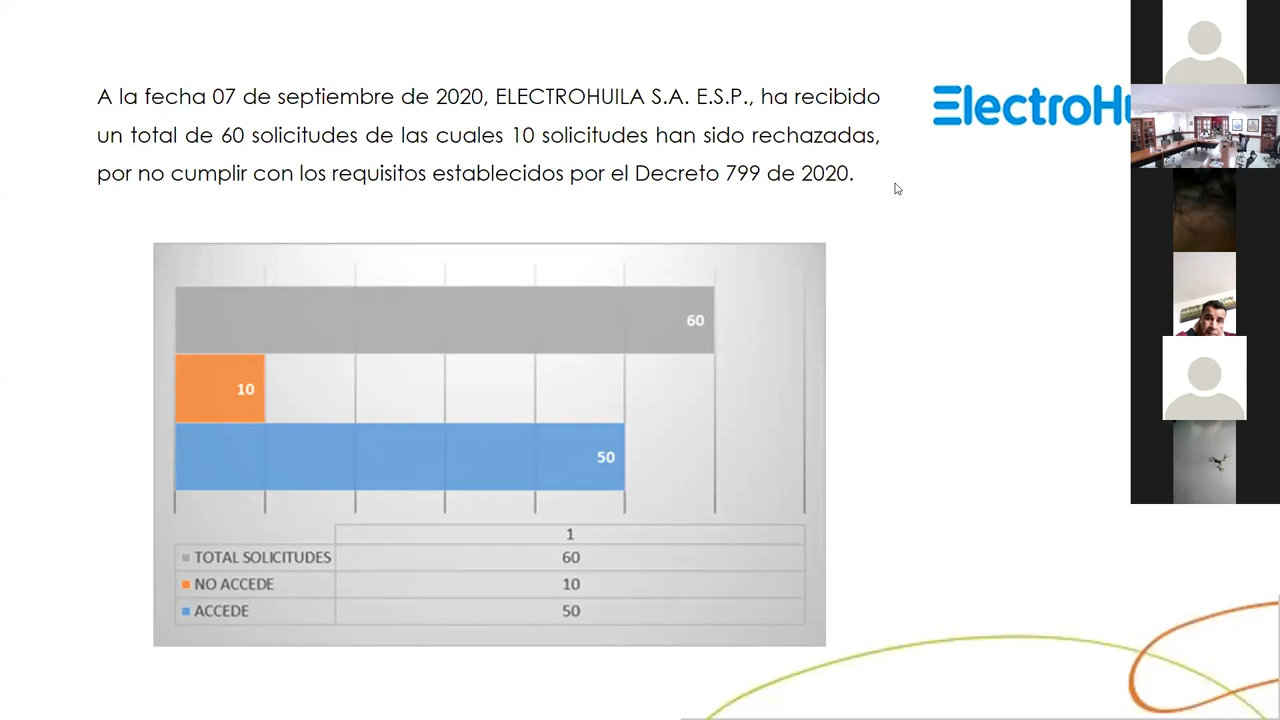 A la fecha 07 de septiembre de 2020, ELECTROHUILA S.A. E.S.P., ha recibido
un total de 60 solicitudes de las cuales 10 solicitudes han sido rechazadas,
por no cumplir con los requisitos establecidos por el Decreto 799 de 2020.
ElectroHu
60
10
50
1
TOTAL SOLICITUDES 60
NO ACCEDE 10
ACCEDE 50